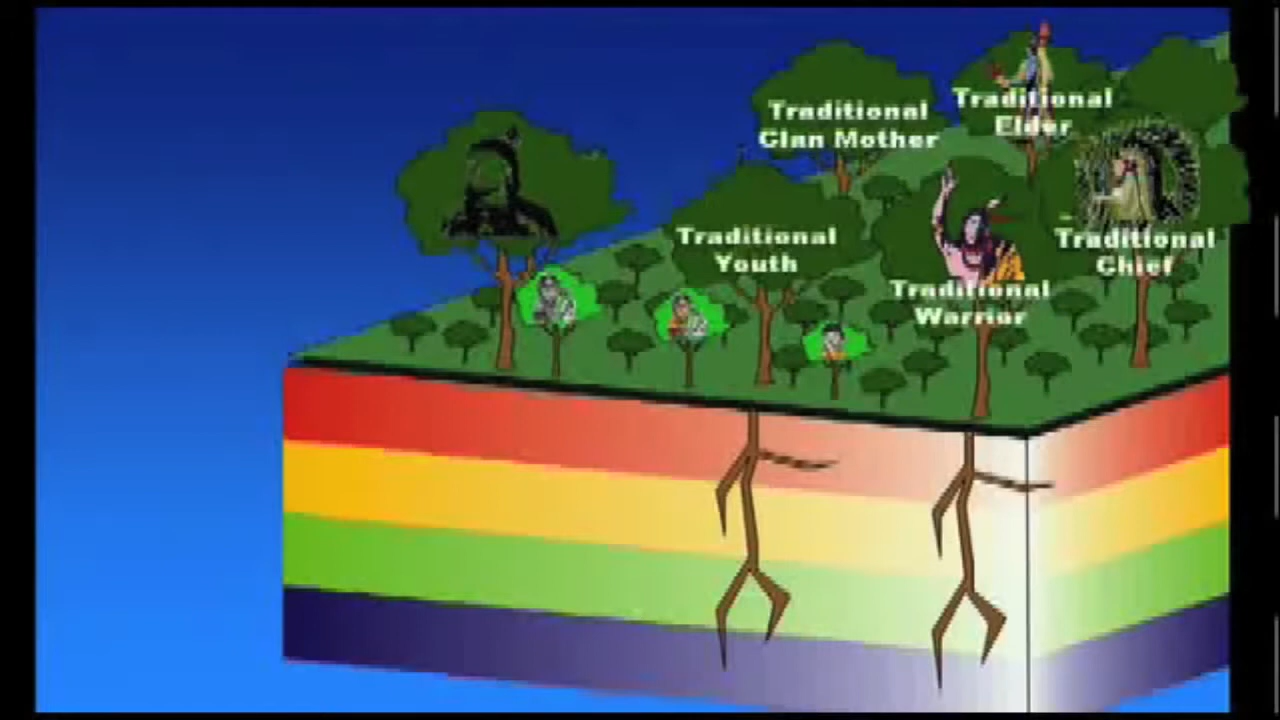 Traditional
Clan Mother
Traditional
Elder
Traditional
Youth
Traditional
Warrior
Traditional
Chief